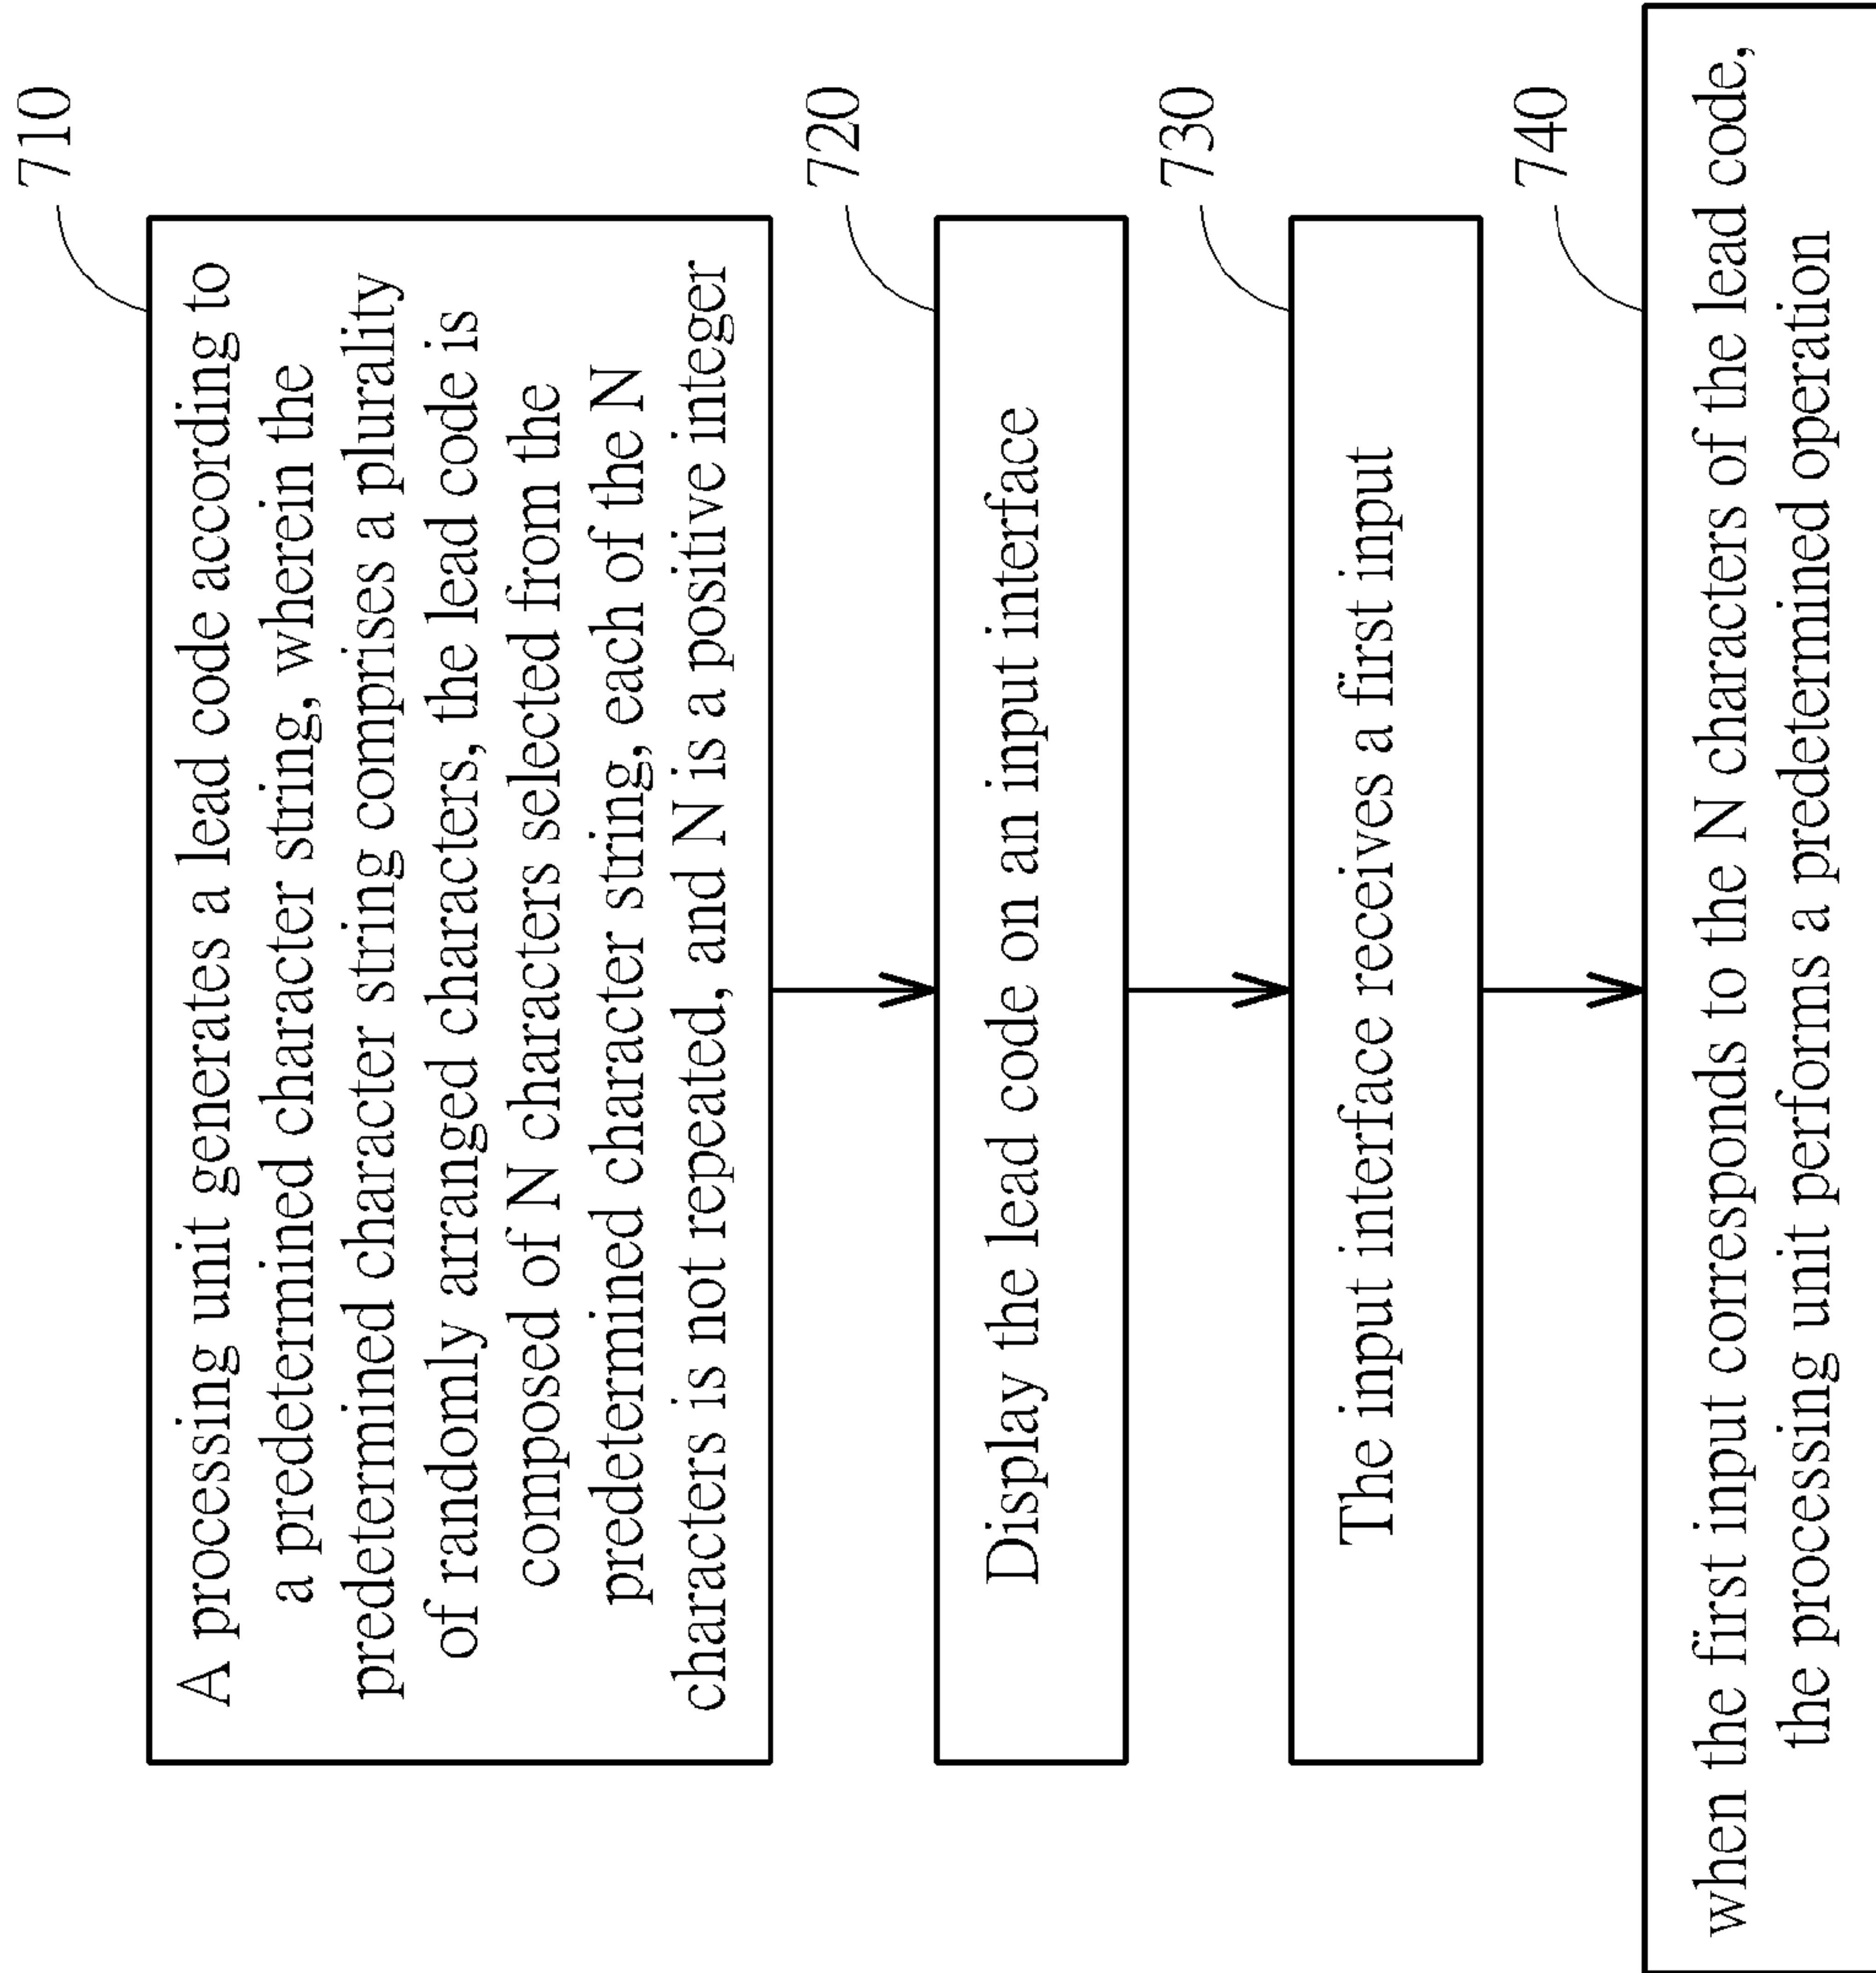 710
A processing unit generates a lead code according to
a predetermined character string, wherein the
predetermined character string comprises a plurality
of randomly arranged characters, the lead code is
composed of N characters selected from the
predetermined character string, each of the N
characters is not repeated, and N is a positive integer
720
Display the lead code on an input interface
730
The input interface receives a first input
740
when the first input corresponds to the N characters of the lead code,
the processing unit performs a predetermined operation